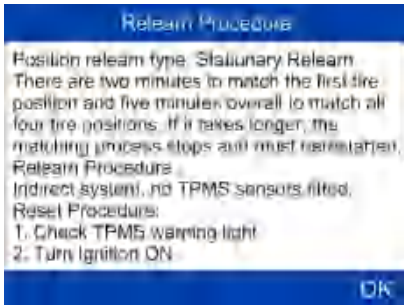 Relearn Procedure
Position relearn type: Stationary Relearn
There are two minutes to match the first tire
position and five minutes overall to match all
four tire positions. If it takes longer, the
matching process stops and must be restarted.
Relearn Procedure:
Indirect system, no TPMS sensors fitted.
Reset Procedure:
1. Check TPMS warning light
2. Turn Ignition ON
OK